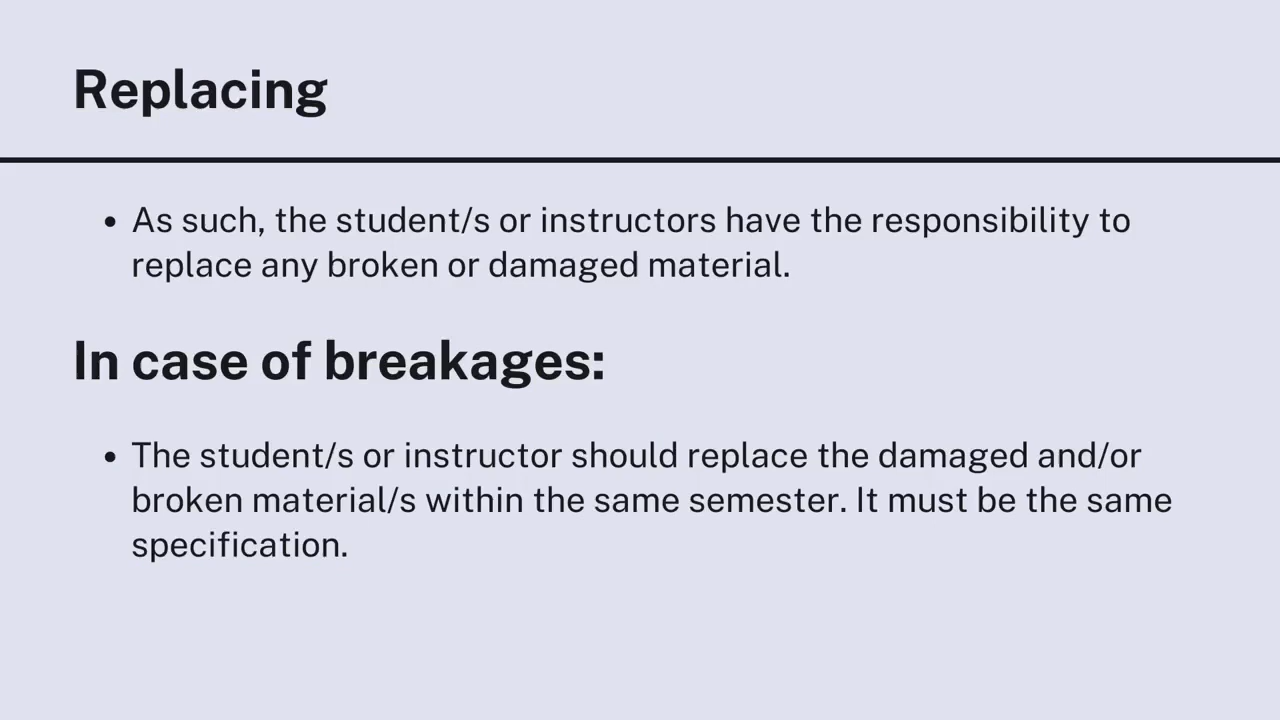 Replacing
• As such, the student/s or instructors have the responsibility to
replace any broken or damaged material.
In case of breakages:
• The student/s or instructor should replace the damaged and/or
broken material/s within the same semester. It must be the same
specification.